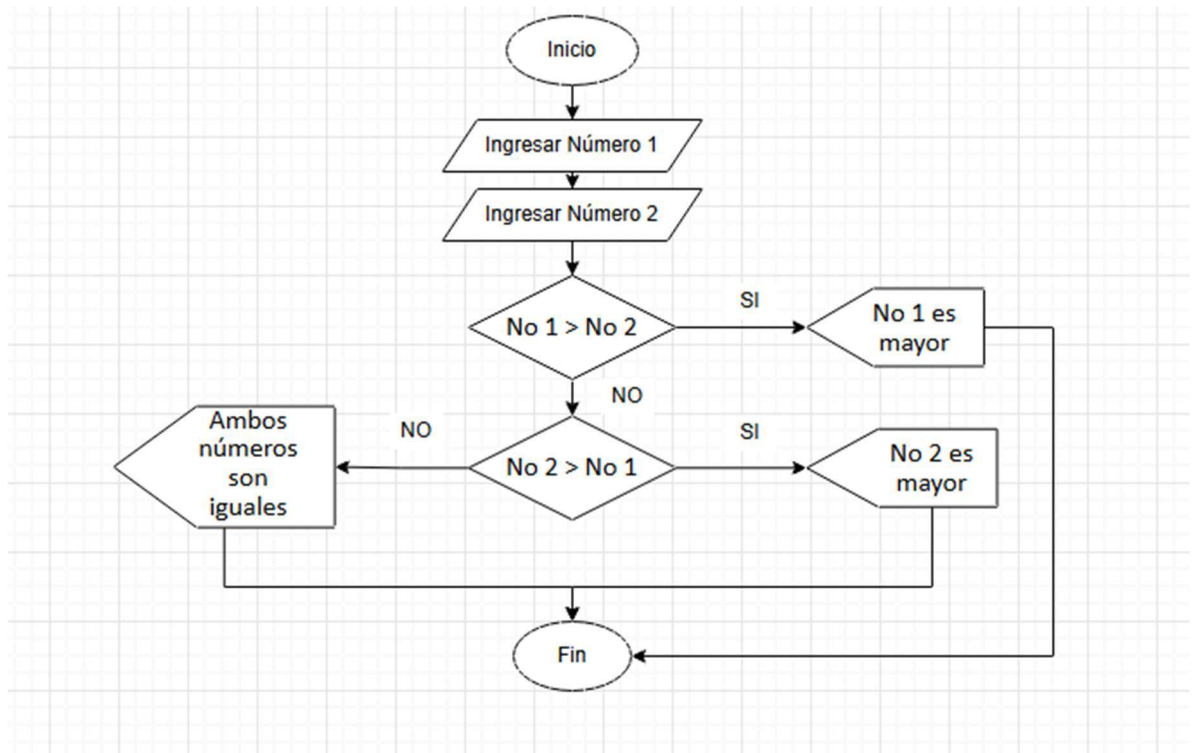 Inicio
Ingresar Número 1
Ingresar Número 2
No 1 > No 2
SI
No 1 es
mayor
NO
No 2 > No 1
SI
No 2 es
mayor
NO
Ambos
números
son
iguales
Fin